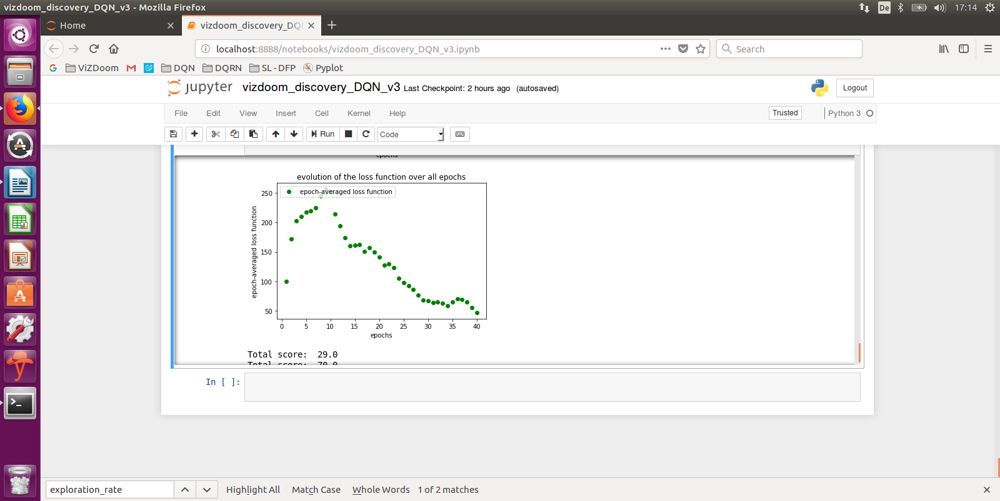 vizdoom_discovery_DQN_v3 - Mozilla Firefox
De
17:14
Home
vizdoom_discovery_DQ
localhost:8888/notebooks/vizdoom_discovery_DQN_v3.ipynb
Search
ViZDoom
DQN
DQRN
SL - DFP
Pyplot
jupyter
vizdoom_discovery_DQN_v3 Last Checkpoint: 2 hours ago (autosaved)
Logout
File Edit View Insert Cell Kernel Help
Trusted
Python 3
Run
Code
epochs
evolution of the loss function over all epochs
epoch-averaged loss function
epoch-averaged loss function
250
200
150
100
50
0 5 10 15 20 25 30 35 40
epochs
Total score: 29.0
Total score: 70.0
In [ ]:
exploration_rate
Highlight All
Match Case
Whole Words
1 of 2 matches